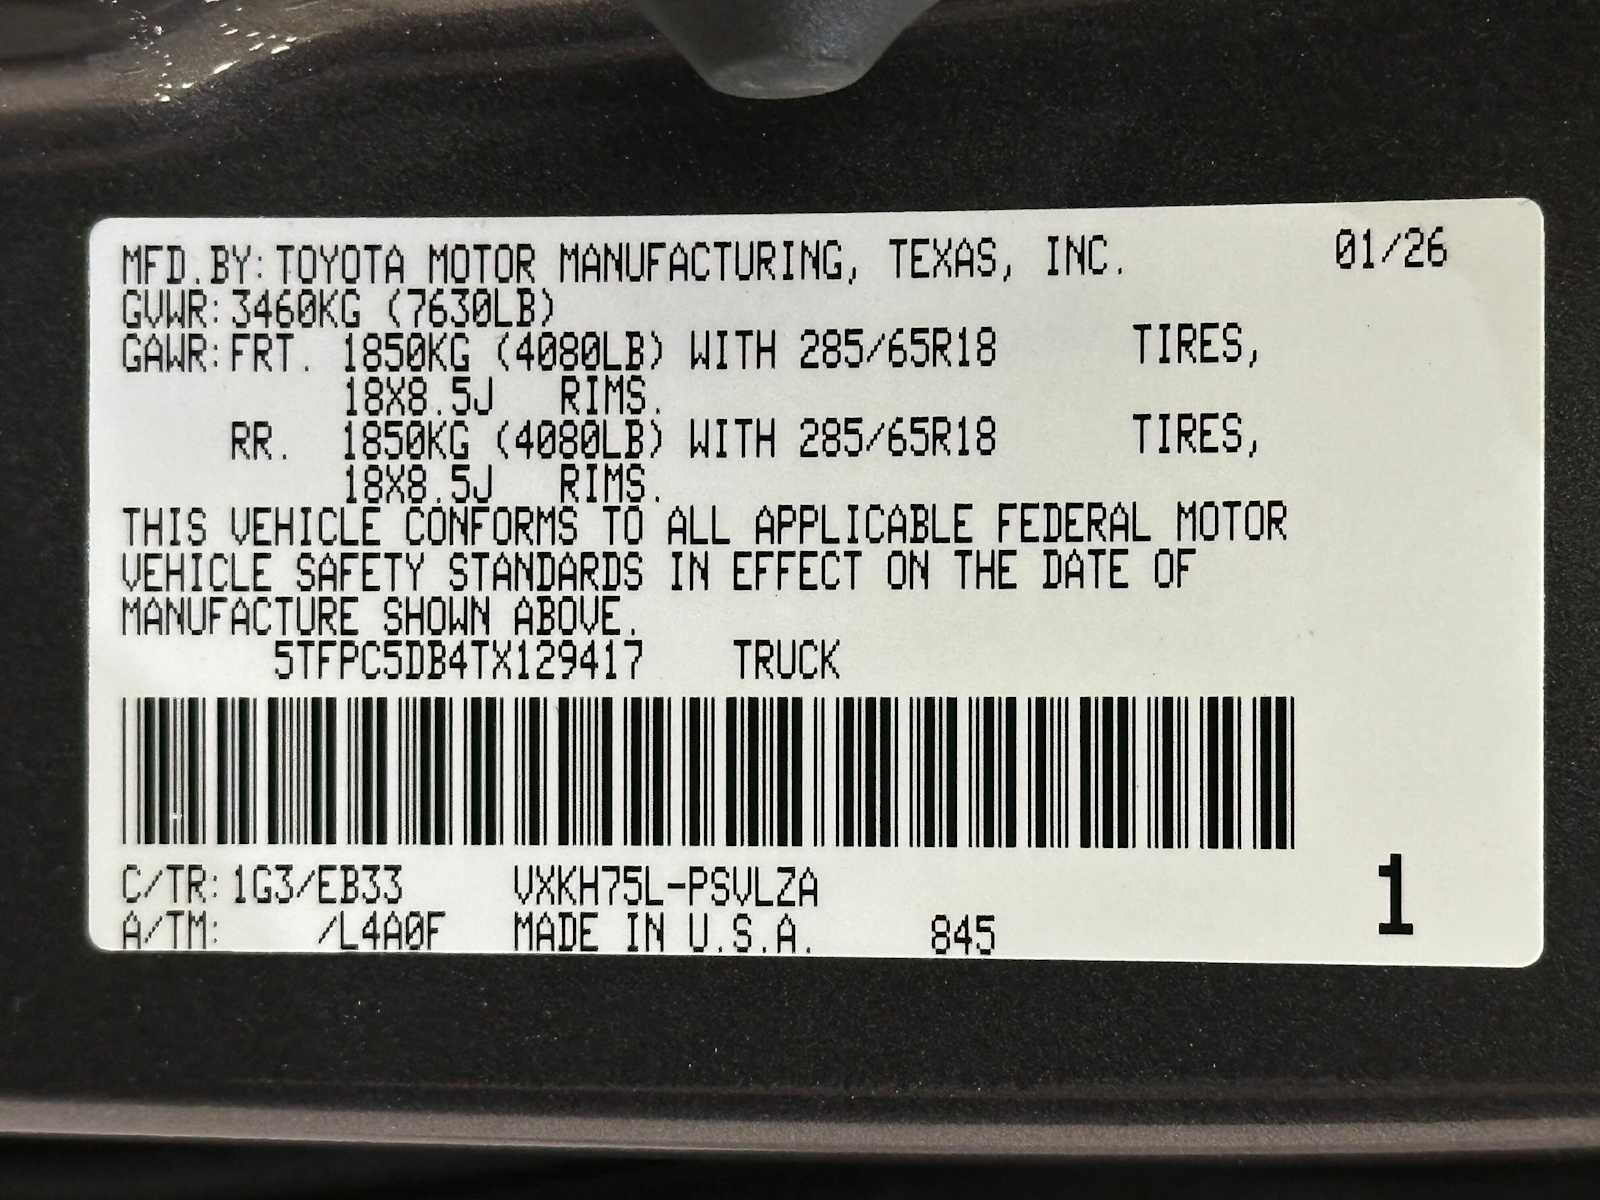 MFD.BY:TOYOTA MOTOR MANUFACTURING, TEXAS, INC. 01/26
GVWR:3460KG (7630LB)
GAWR:FRT. 1850KG (4080LB) WITH 285/65R18 TIRES,
18X8.5J RIMS.
RR. 1850KG (4080LB) WITH 285/65R18 TIRES,
18X8.5J RIMS.
THIS VEHICLE CONFORMS TO ALL APPLICABLE FEDERAL MOTOR
VEHICLE SAFETY STANDARDS IN EFFECT ON THE DATE OF
MANUFACTURE SHOWN ABOVE.
5TFPC5DB4TX129417 TRUCK
C/TR:1G3/EB33 VXKH75L-PSVLZA
A/TM: /L4A0F MADE IN U.S.A. 845
1